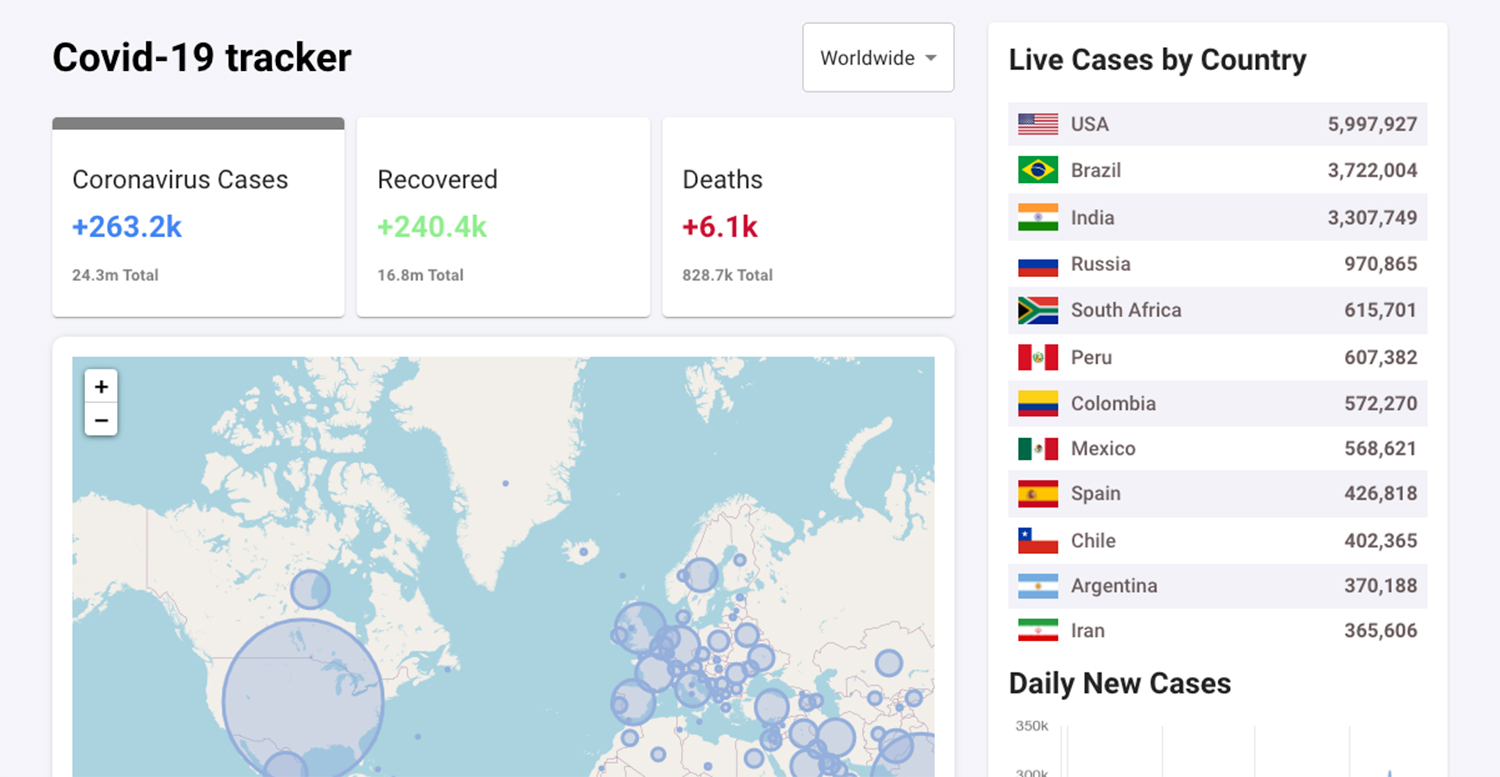 Covid-19 tracker
Worldwide
Coronavirus Cases
+263.2k
24.3m Total
Recovered
+240.4k
16.8m Total
Deaths
+6.1k
828.7k Total
+
−
Live Cases by Country
USA 5,997,927
Brazil 3,722,004
India 3,307,749
Russia 970,865
South Africa 615,701
Peru 607,382
Colombia 572,270
Mexico 568,621
Spain 426,818
Chile 402,365
Argentina 370,188
Iran 365,606
Daily New Cases
350k
300k